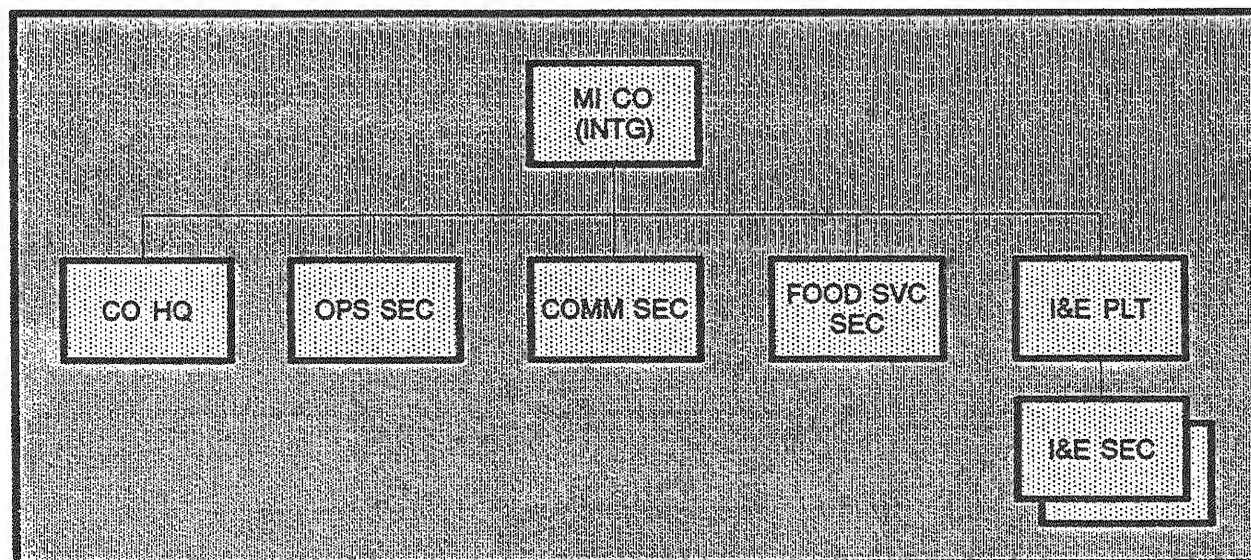 MI CO
(INTG)
CO HQ
OPS SEC
COMM SEC
FOOD SVC
SEC
I&E PLT
I&E SEC